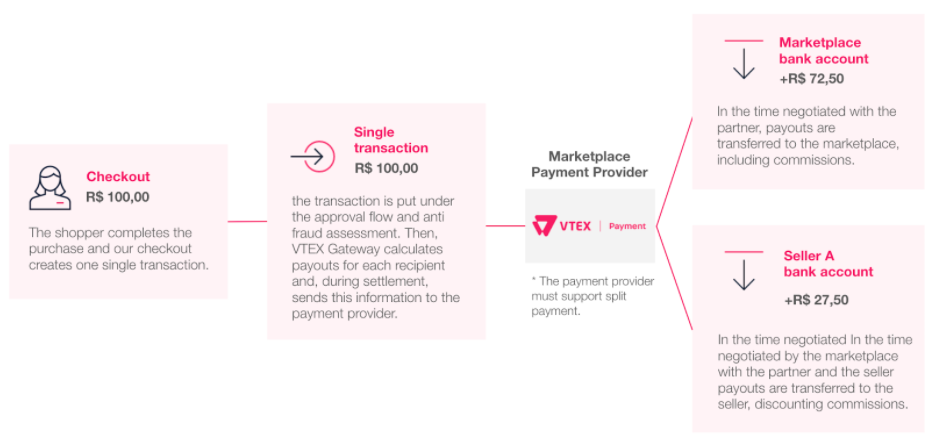 Checkout
R$ 100,00
The shopper completes the
purchase and our checkout
creates one single transaction.
Single
transaction
R$ 100,00
the transaction is put under
the approval flow and anti
fraud assessment. Then,
VTEX Gateway calculates
payouts for each recipient
and, during settlement,
sends this information to the
payment provider.
Marketplace
Payment Provider
VTEX | Payment
* The payment provider
must support split
payment.
Marketplace
bank account
+R$ 72,50
In the time negotiated with the
partner, payouts are
transferred to the marketplace,
including commissions.
Seller A
bank account
+R$ 27,50
In the time negotiated In the time
negotiated by the marketplace
with the partner and the seller
payouts are transferred to the
seller, discounting commissions.